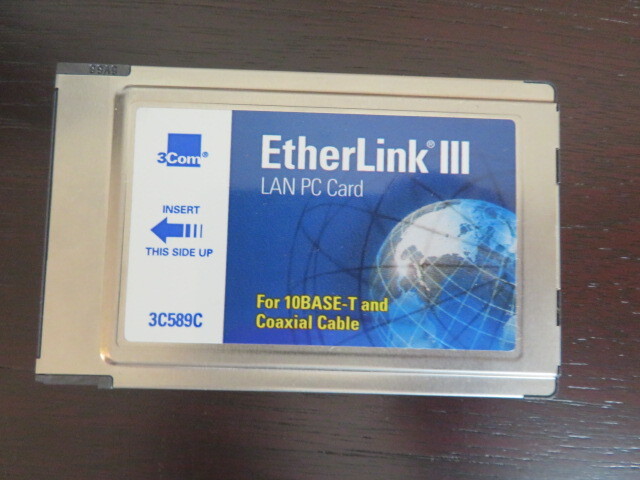 3Com®
INSERT
THIS SIDE UP
3C589C
EtherLink® III
LAN PC Card
For 10BASE-T and
Coaxial Cable